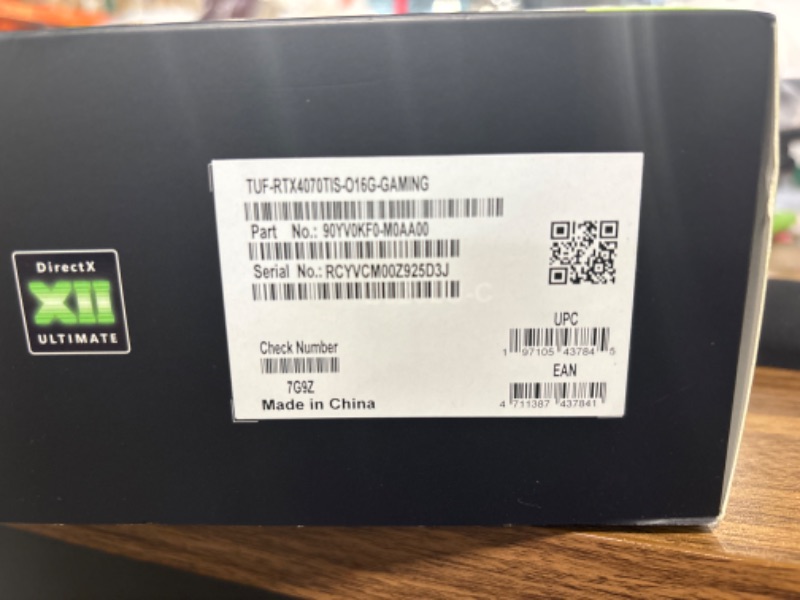 TUF-RTX4070TIS-O16G-GAMING
Part No.: 90YV0KF0-M0AA00
Serial No.: RCYVCM00Z925D3J
DirectX
XII
ULTIMATE
UPC
1 97105 43784 5
Check Number
7G9Z
EAN
Made in China
4 711387 437841